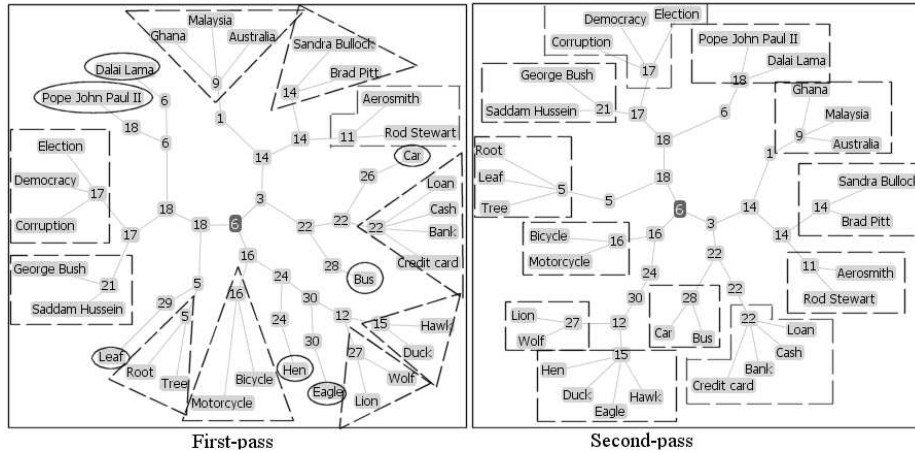 Malaysia
Ghana
Australia
9
1
Sandra Bullock
Brad Pitt
14
Dalai Lama
6
Pope John Paul II
18
6
Aerosmith
11
Rod Stewart
14
14
Election
Democracy
17
Corruption
Car
26
Loan
Cash
Bank
22
Credit card
3
18
18
6
22
22
17
16
28
Bus
George Bush
21
Saddam Hussein
5
29
5
16
24
30
24
30
12
15
Hawk
Duck
27
Wolf
Lion
Leaf
Root
Tree
Bicycle
Motorcycle
Hen
Eagle
First-pass
Democracy
Election
Corruption
17
Pope John Paul II
Dalai Lama
18
George Bush
Saddam Hussein
21
17
6
18
Ghana
Malaysia
9
Australia
1
Root
Leaf
5
Tree
5
18
6
3
14
Sandra Bullock
14
Brad Pitt
14
Bicycle
16
Motorcycle
16
24
22
11
Aerosmith
Rod Stewart
30
28
22
Lion
27
Wolf
12
Car
Bus
22
Loan
Cash
Bank
Credit card
15
Hen
Duck
Hawk
Eagle
Second-pass